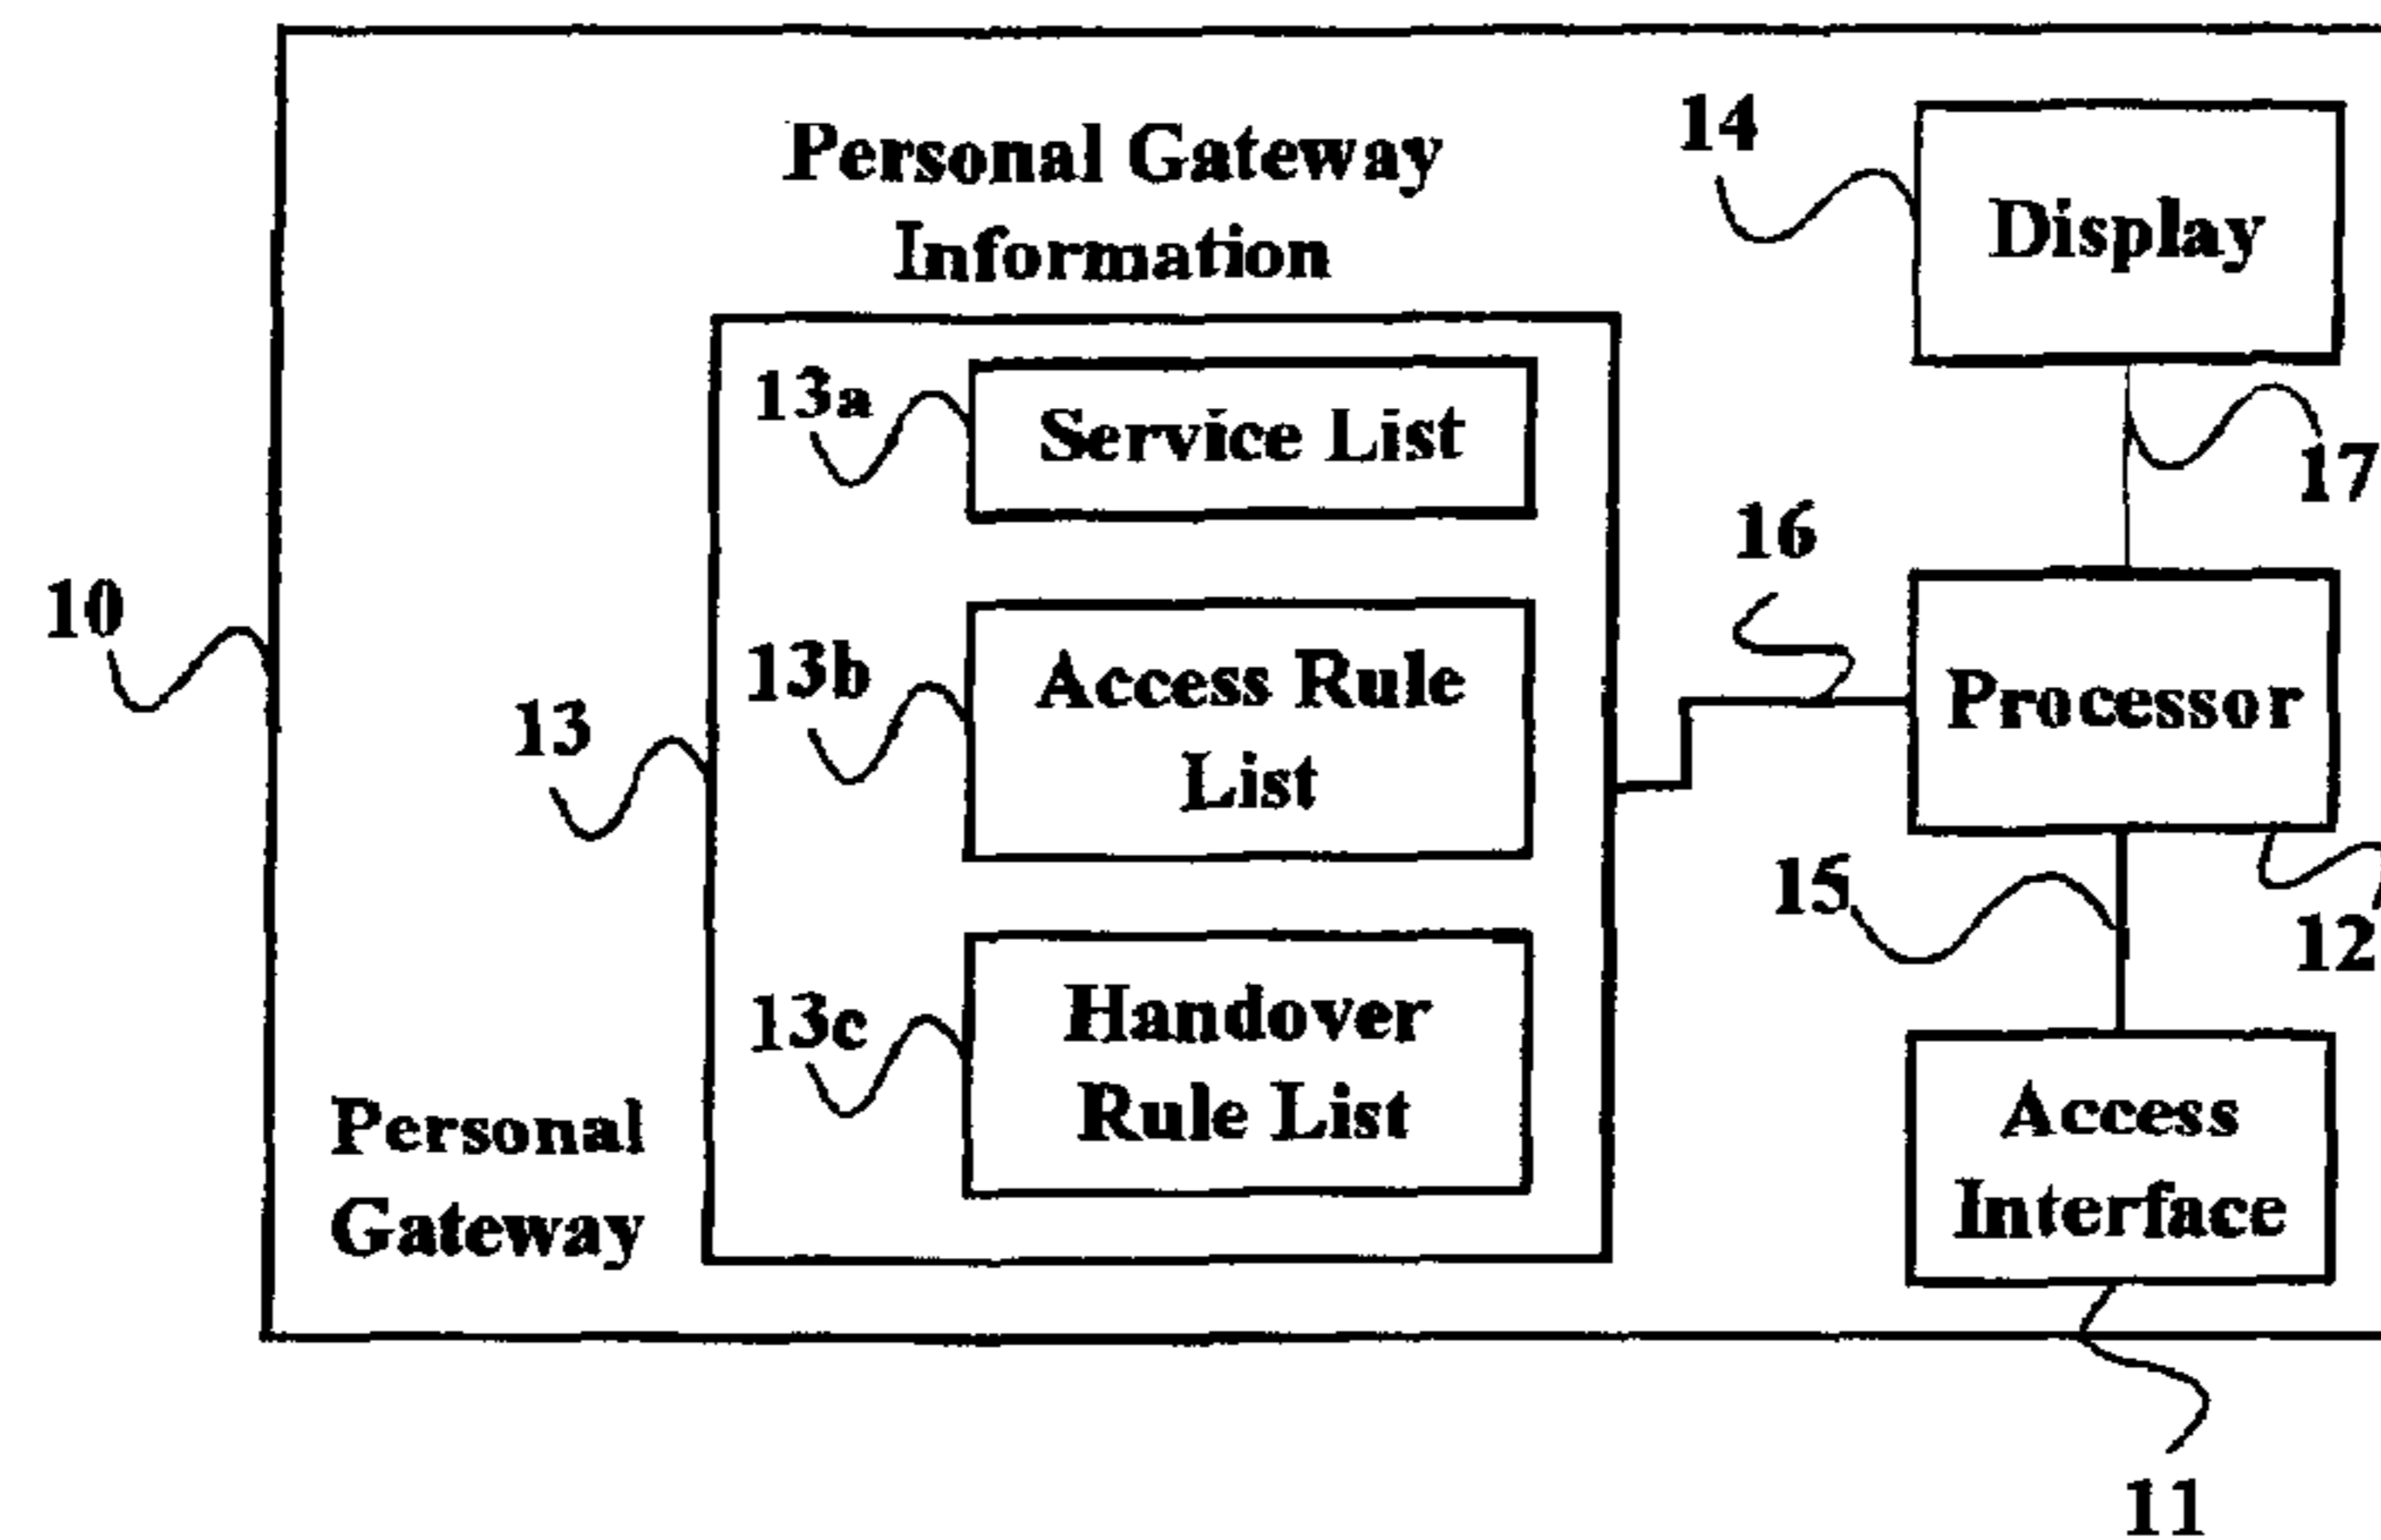 Personal Gateway
Information
14
Display
13a
Service List
17
16
10
13b
Access Rule
List
13
Processor
15
12
13c
Handover
Rule List
Access
Interface
Personal
Gateway
11